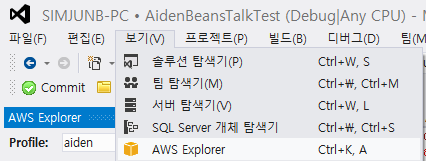 SIMJUNB-PC • AidenBeansTalkTest (Debug|Any CPU) -
파일(F) 편집(E) 보기(V) 프로젝트(P) 빌드(B) 디버그(D) 팀(M
솔루션 탐색기(P) Ctrl+W, S
Commit 팀 탐색기(M) Ctrl+₩, Ctrl+M
서버 탐색기(V) Ctrl+W, L
AWS Explorer SQL Server 개체 탐색기 Ctrl+₩, Ctrl+S
Profile: aiden AWS Explorer Ctrl+K, A